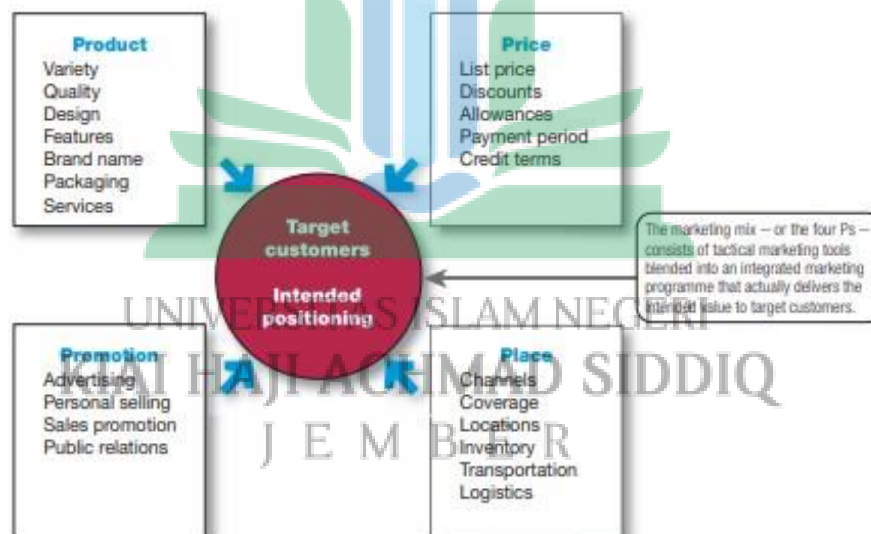 Product
Variety
Quality
Design
Features
Brand name
Packaging
Services
Price
List price
Discounts
Allowances
Payment period
Credit terms
Target
customers
Intended
positioning
The marketing mix – or the four Ps –
consists of tactical marketing tools
blended into an integrated marketing
programme that actually delivers the
intended value to target customers.
Promotion
Advertising
Personal selling
Sales promotion
Public relations
Place
Channels
Coverage
Locations
Inventory
Transportation
Logistics
UNIVERSITAS ISLAM NEGERI
KIAI HAJI ACHMAD SIDDIQ
JEMBER